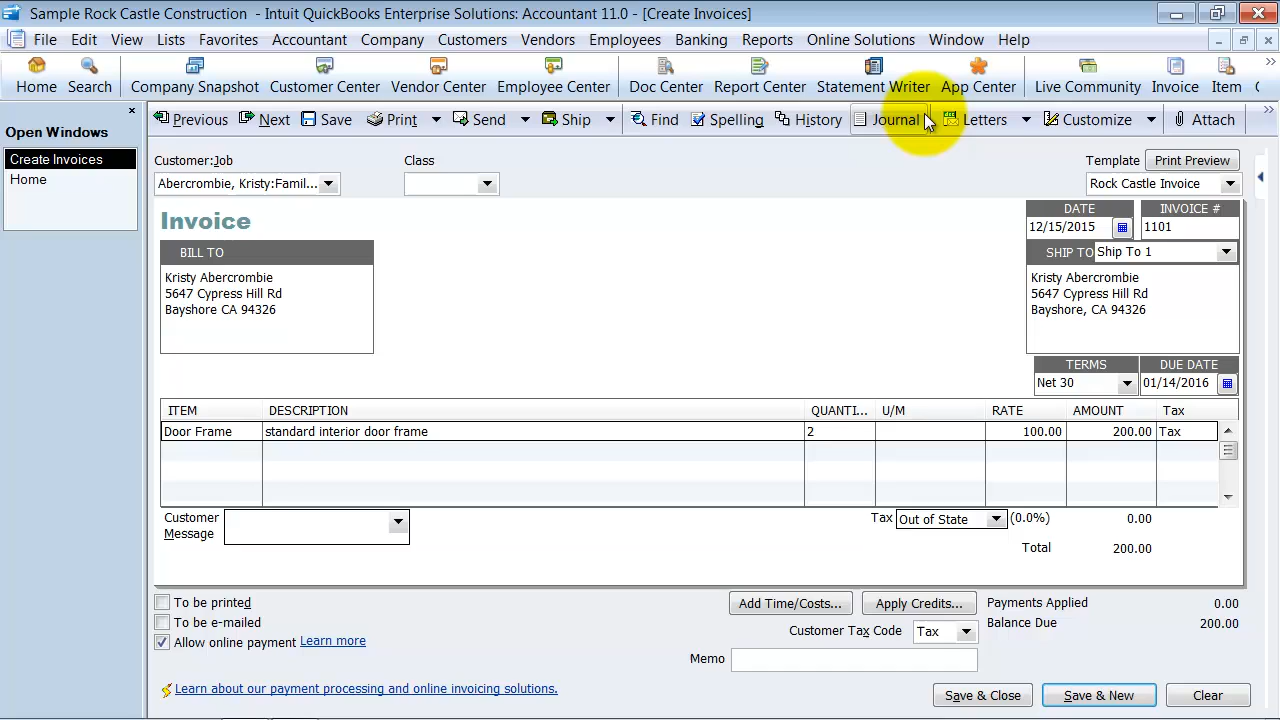 Sample Rock Castle Construction - Intuit QuickBooks Enterprise Solutions: Accountant 11.0 - [Create Invoices]
File Edit View Lists Favorites Accountant Company Customers Vendors Employees Banking Reports Online Solutions Window Help
Home Search Company Snapshot Customer Center Vendor Center Employee Center Doc Center Report Center Statement Writer App Center Live Community Invoice Item
Open Windows
Create Invoices
Home
Previous Next Save Print Send Ship Find Spelling History Journal Letters Customize Attach
Customer:Job Class Template Print Preview
Abercrombie, Kristy:Famil... Rock Castle Invoice
Invoice
DATE INVOICE #
12/15/2015 1101
BILL TO SHIP TO Ship To 1
Kristy Abercrombie
5647 Cypress Hill Rd
Bayshore CA 94326
Kristy Abercrombie
5647 Cypress Hill Rd
Bayshore, CA 94326
TERMS DUE DATE
Net 30 01/14/2016
ITEM DESCRIPTION QUANTI... U/M RATE AMOUNT Tax
Door Frame standard interior door frame 2 100.00 200.00 Tax
Customer Message
Tax Out of State (0.0%) 0.00
Total 200.00
To be printed
To be e-mailed
Allow online payment Learn more
Add Time/Costs... Apply Credits... Payments Applied 0.00
Customer Tax Code Tax Balance Due 200.00
Memo
Learn about our payment processing and online invoicing solutions.
Save & Close Save & New Clear